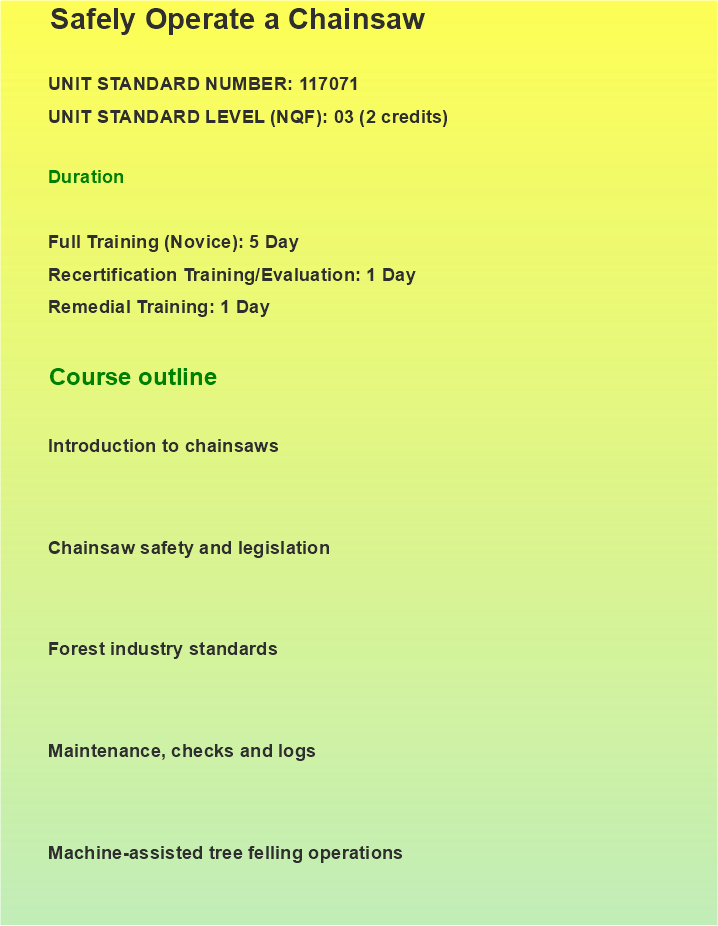 Safely Operate a Chainsaw
UNIT STANDARD NUMBER: 117071
UNIT STANDARD LEVEL (NQF): 03 (2 credits)
Duration
Full Training (Novice): 5 Day
Recertification Training/Evaluation: 1 Day
Remedial Training: 1 Day
Course outline
Introduction to chainsaws
Chainsaw safety and legislation
Forest industry standards
Maintenance, checks and logs
Machine-assisted tree felling operations